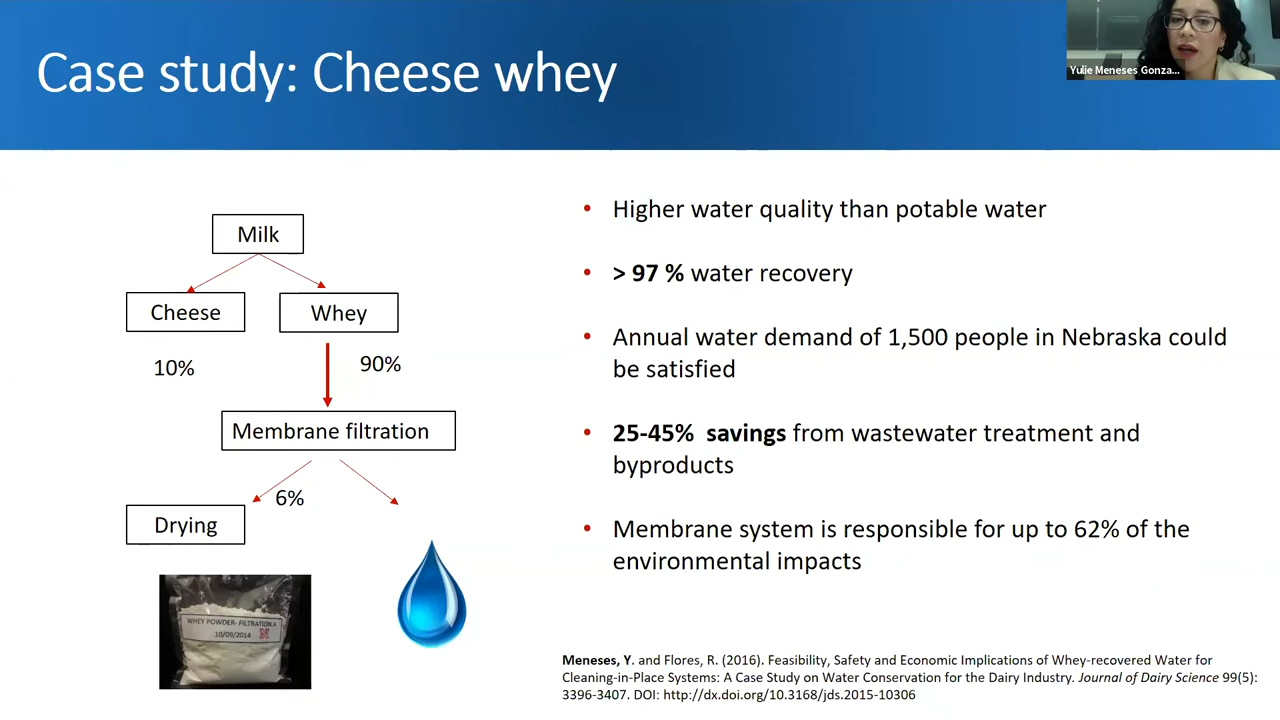 Case study: Cheese whey
Yulie Meneses Gonza...
Milk
Cheese
Whey
10%
90%
Membrane filtration
6%
Drying
WHEY POWDER- FILTRATION A
10/09/2014
N
• Higher water quality than potable water
• > 97 % water recovery
• Annual water demand of 1,500 people in Nebraska could
be satisfied
• 25-45% savings from wastewater treatment and
byproducts
• Membrane system is responsible for up to 62% of the
environmental impacts
Meneses, Y. and Flores, R. (2016). Feasibility, Safety and Economic Implications of Whey-recovered Water for
Cleaning-in-Place Systems: A Case Study on Water Conservation for the Dairy Industry. Journal of Dairy Science 99(5):
3396-3407. DOI: http://dx.doi.org/10.3168/jds.2015-10306